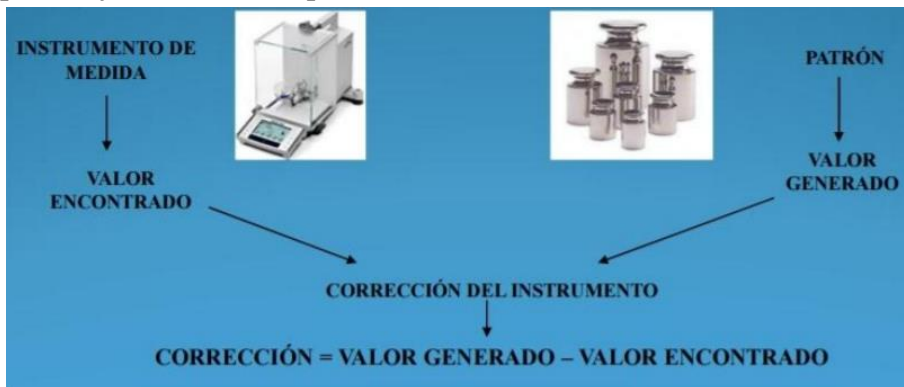 INSTRUMENTO DE
MEDIDA
PATRÓN
VALOR
ENCONTRADO
VALOR
GENERADO
CORRECCIÓN DEL INSTRUMENTO
CORRECCIÓN = VALOR GENERADO – VALOR ENCONTRADO